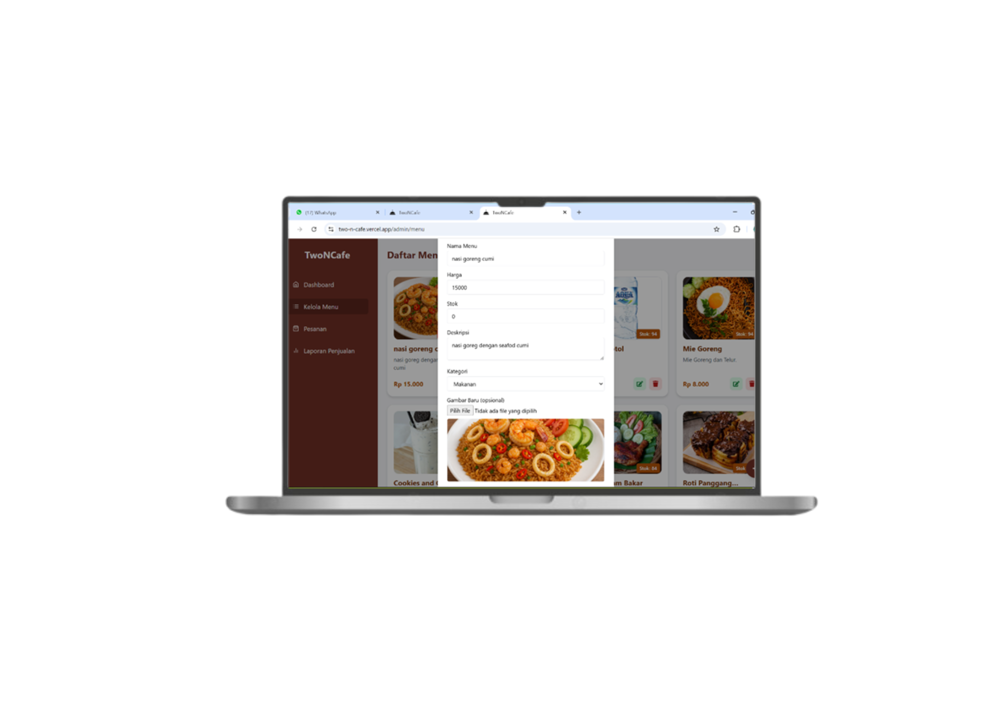 (17) WhatsApp
TwoNCafe
TwoNCafe
two-n-cafe.vercel.app/admin/menu
TwoNCafe
Dashboard
Kelola Menu
Pesanan
Laporan Penjualan
Daftar Men
nasi goreng c
nasi goreg dengan
cumi
Rp 15.000
Cookies and
Nama Menu
nasi goreng cumi
Harga
15000
Stok
0
Deskripsi
nasi goreg dengan seafod cumi
Kategori
Makanan
Gambar Baru (opsional)
Pilih File Tidak ada file yang dipilih
AQUA
Stok: 94
tol
Stok: 94
Mie Goreng
Mie Goreng dan Telur.
Rp 8.000
Stok: 84
m Bakar
Stok
Roti Panggang...